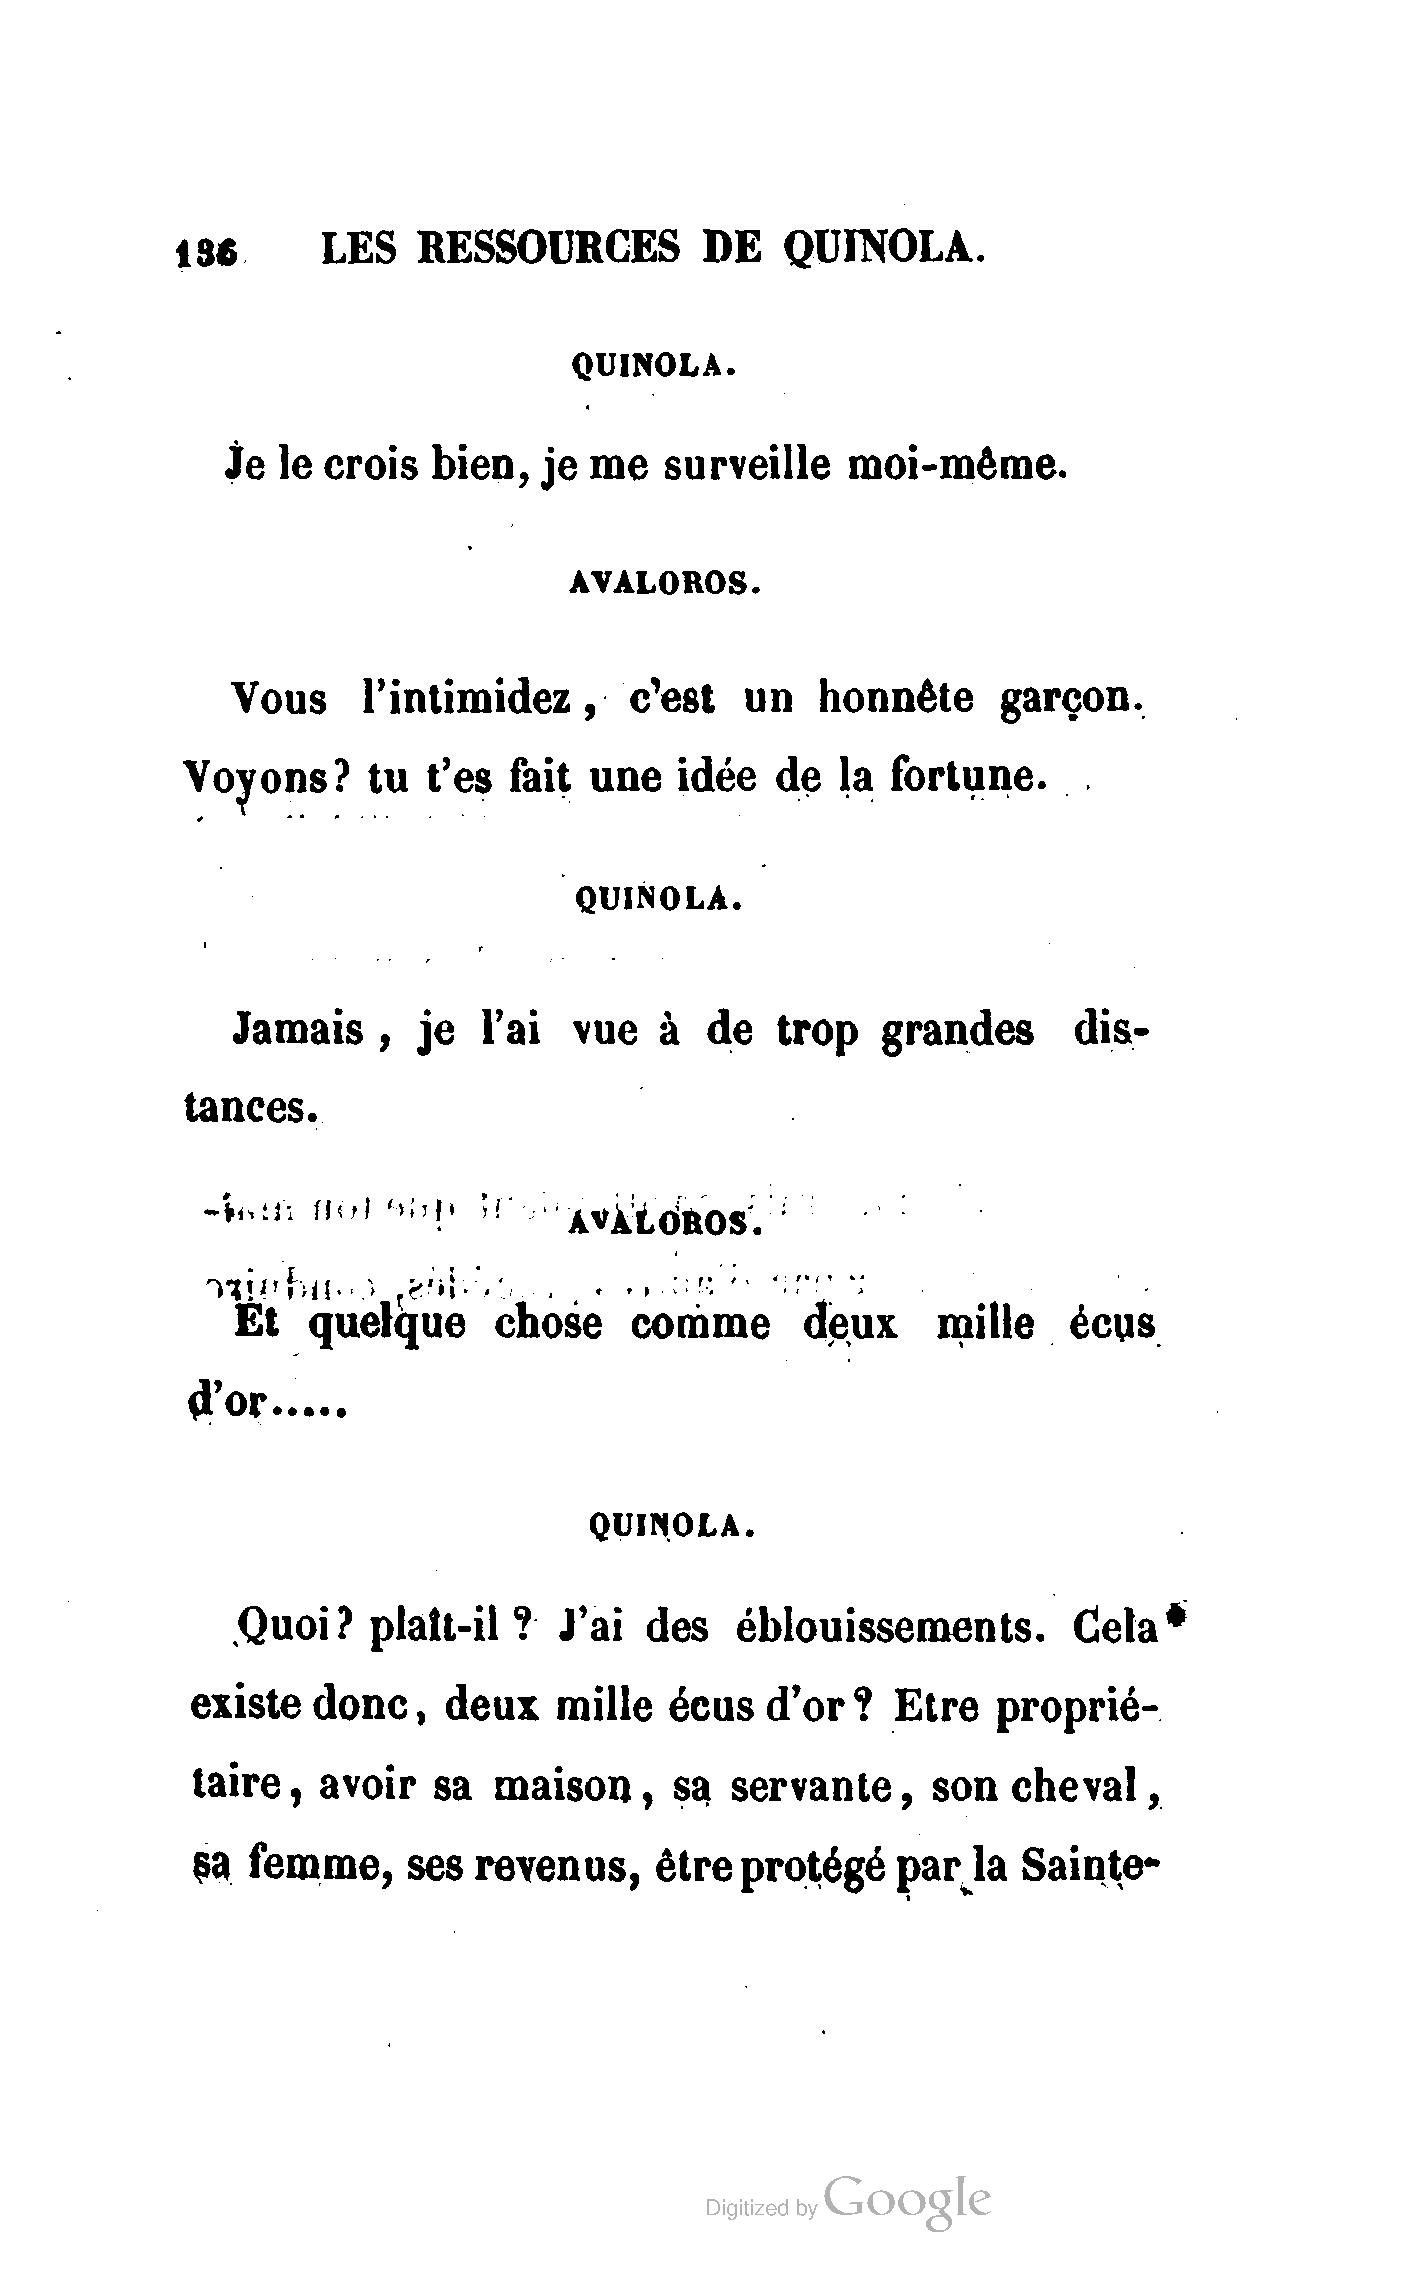 136 LES RESSOURCES DE QUINOLA.
QUINOLA.
Je le crois bien, je me surveille moi-même.
AVALOROS.
Vous l'intimidez, c'est un honnête garçon.
Voyons? tu t'es fait une idée de la fortune.
QUINOLA.
Jamais, je l'ai vue à de trop grandes dis-
tances.
AVALOROS.
Et quelque chose comme deux mille écus
d'or.....
QUINOLA.
Quoi? plaît-il? J'ai des éblouissements. Cela
existe donc, deux mille écus d'or? Etre proprié-
taire, avoir sa maison, sa servante, son cheval,
sa femme, ses revenus, être protégé par la Sainte-
Digitized by Google